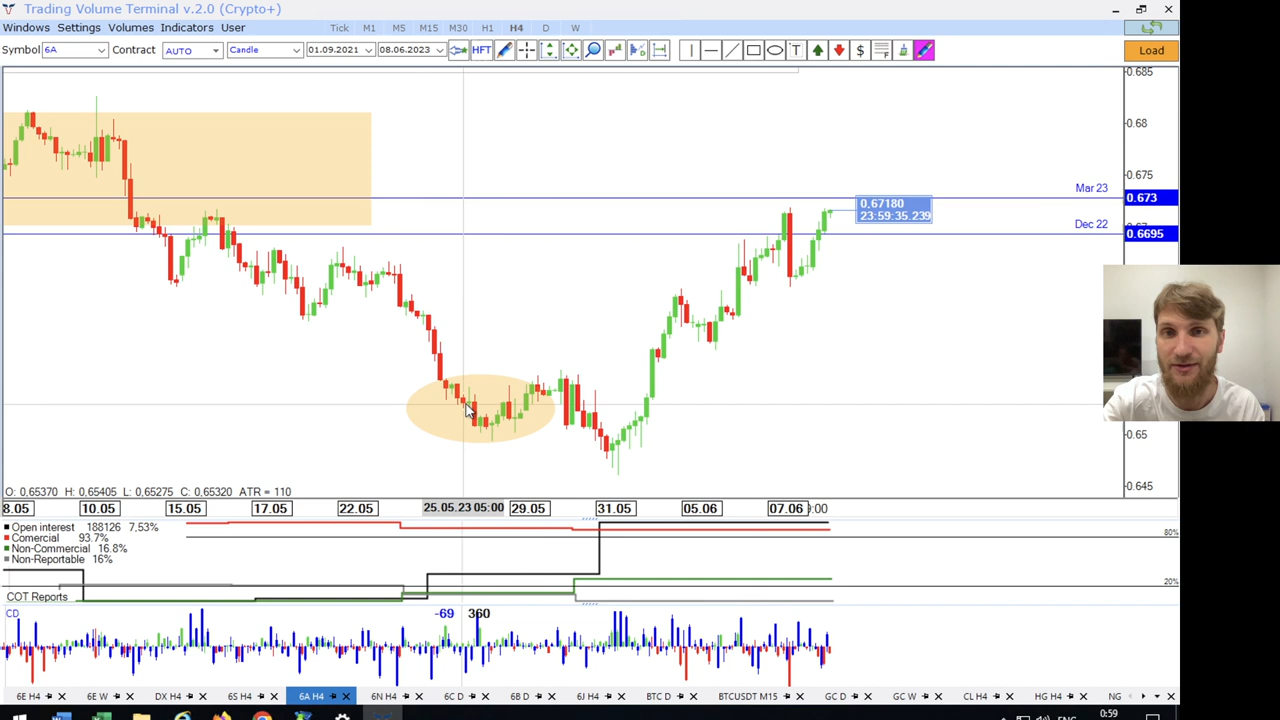 Trading Volume Terminal v.2.0 (Crypto+)
Windows Settings Volumes Indicators User Tick M1 M5 M15 M30 H1 H4 D W
Symbol 6A Contract AUTO Candle 01.09.2021 08.06.2023 HFT T $ F Load
0.685
0.68
0.675
Mar 23 0.673
0.67180
23:59:35.239
Dec 22 0.6695
0.65
0.645
O: 0,65370 H: 0,65405 L: 0,65275 C: 0,65320 ATR = 110
8.05 10.05 15.05 17.05 22.05 25.05.23 05:00 29.05 31.05 05.06 07.06 9:00
Open interest 188126 7.53%
Comercial 93.7% 80%
Non-Commercial 16.8%
Non-Reportable 16%
20%
COT Reports
CD -69 360
6E H4 6E W DX H4 6S H4 6A H4 6N H4 6C D 6B D 6J H4 BTC D BTCUSDT M15 GC D GC W CL H4 HG H4 NG
ENG 0:59